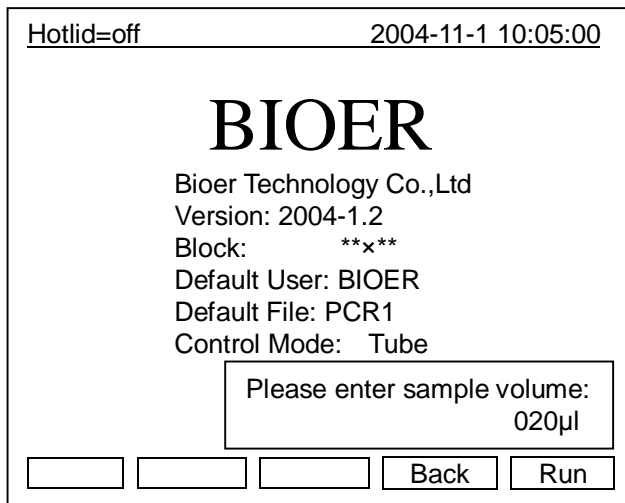 Hotlid=off 2004-11-1 10:05:00
BIOER
Bioer Technology Co.,Ltd
Version: 2004-1.2
Block: **×**
Default User: BIOER
Default File: PCR1
Control Mode: Tube
Please enter sample volume:
020µl
Back Run